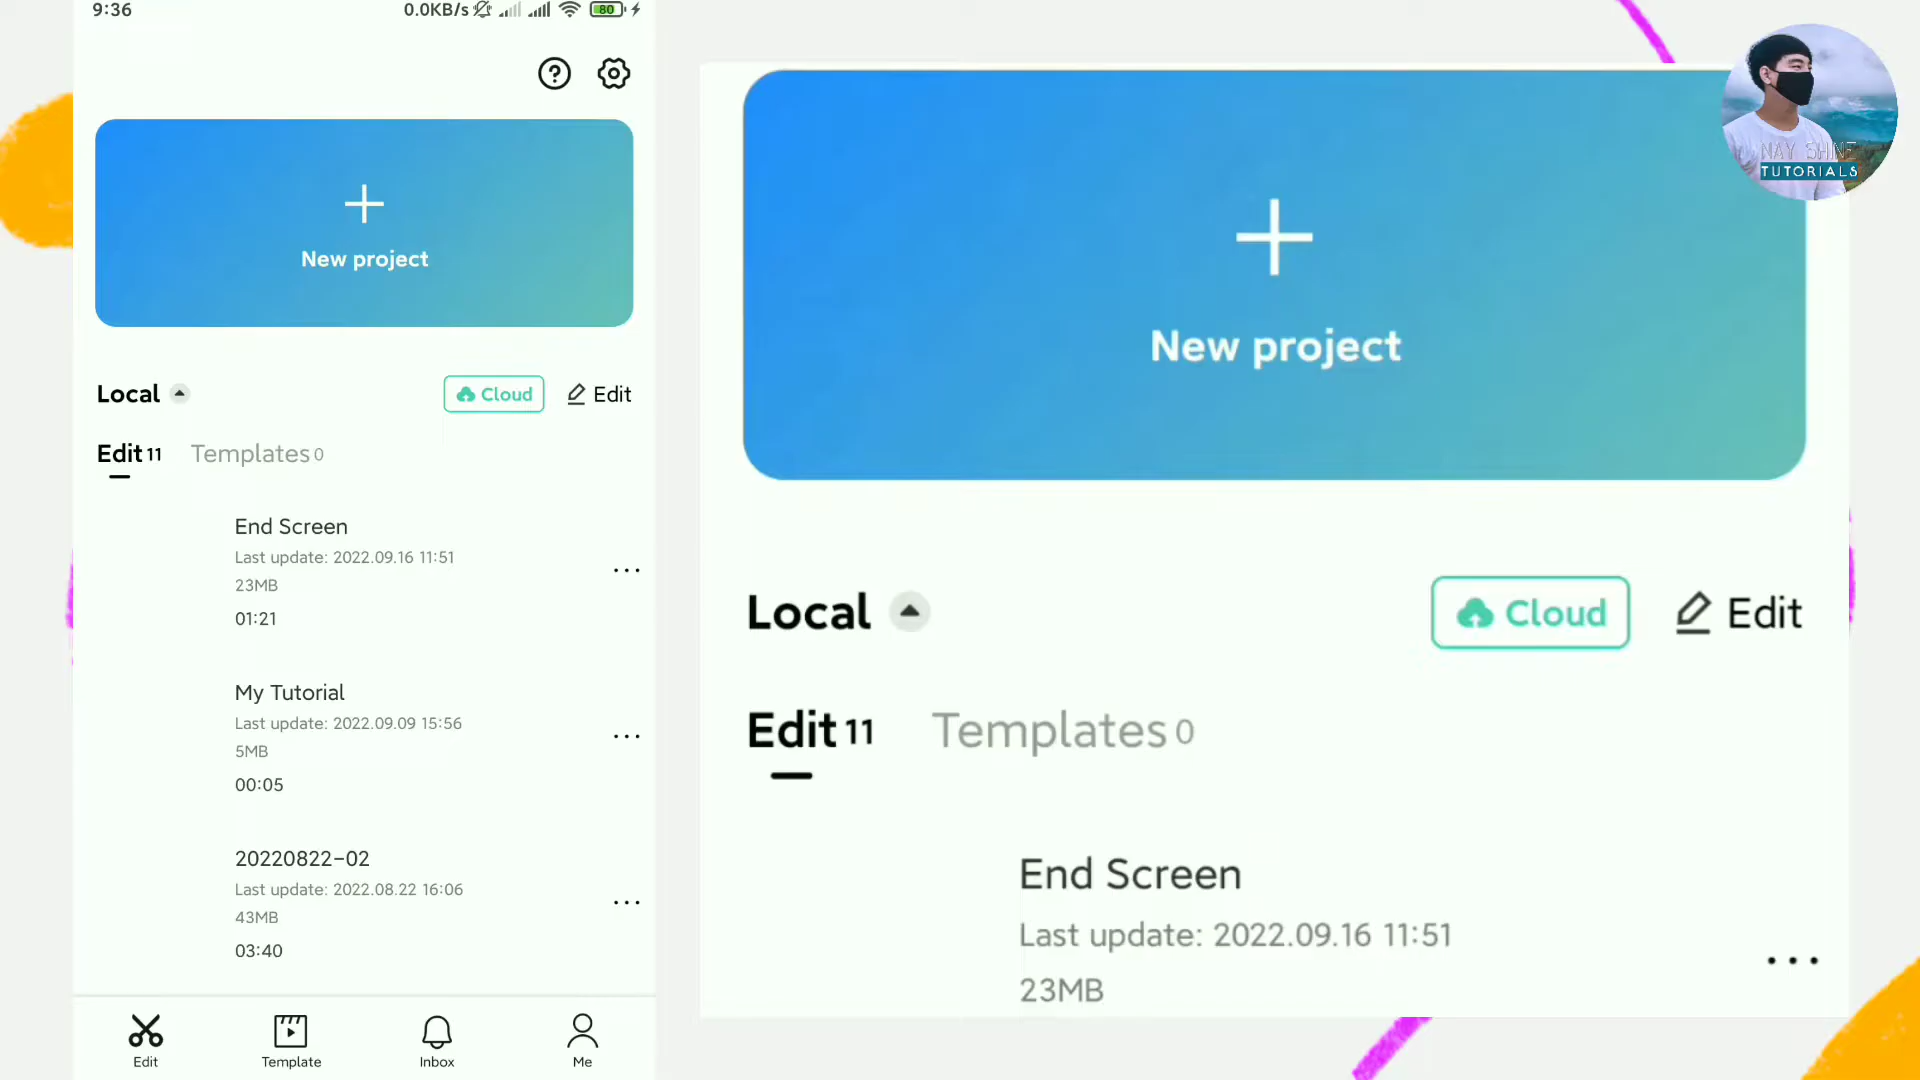 9:36
0.0KB/s
80
New project
Local
Cloud
Edit
Edit 11
Templates 0
End Screen
Last update: 2022.09.16 11:51
23MB
01:21
My Tutorial
Last update: 2022.09.09 15:56
5MB
00:05
20220822-02
Last update: 2022.08.22 16:06
43MB
03:40
Edit
Template
Inbox
Me
New project
Local
Cloud
Edit
Edit 11
Templates 0
End Screen
Last update: 2022.09.16 11:51
23MB
NAY SHINE
TUTORIALS